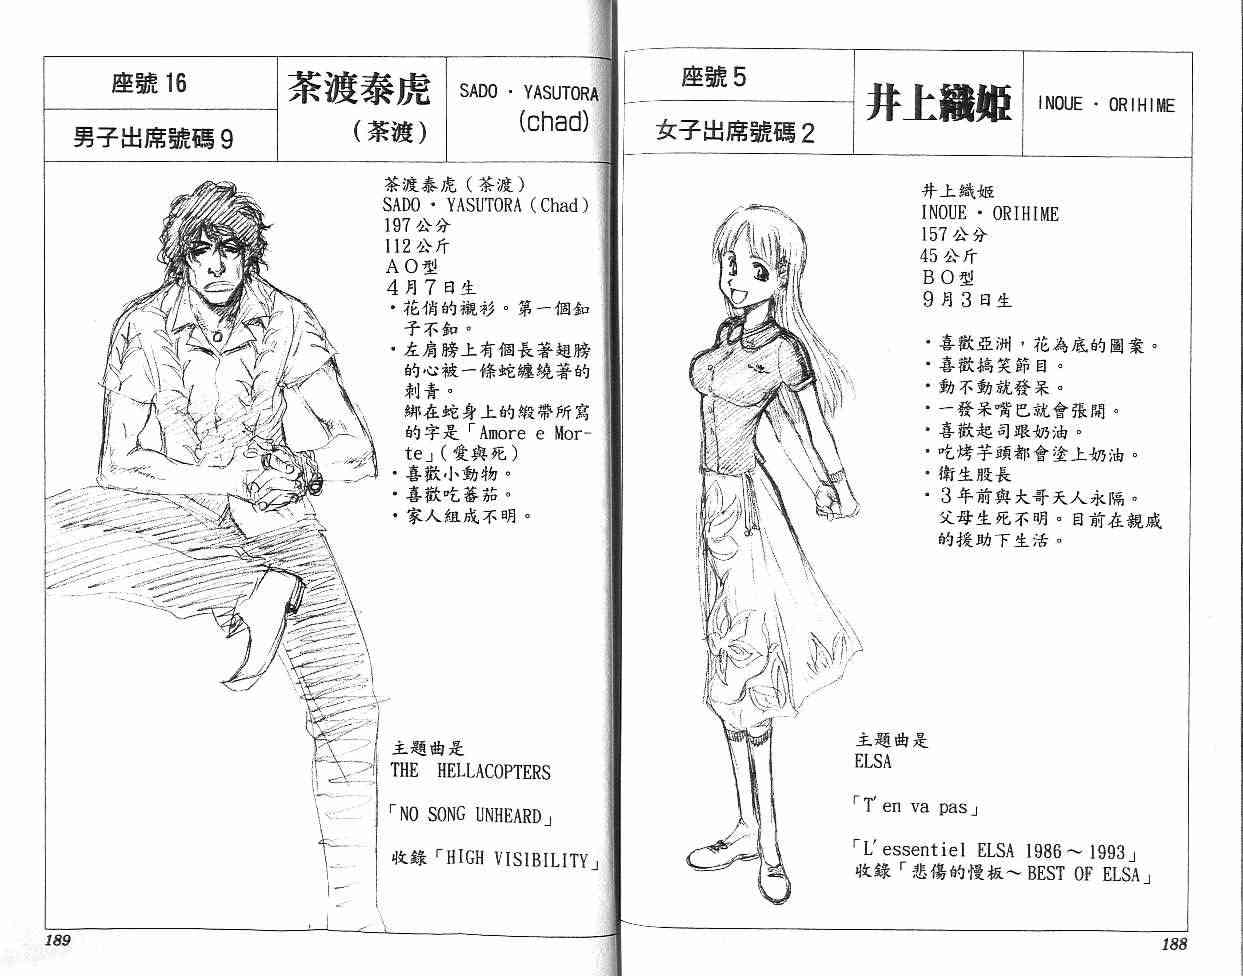 座號5
女子出席號碼2
井上織姬
INOUE・ORIHIME
井上織姬
INOUE・ORIHIME
157公分
45公斤
ＢＯ型
９月３日生
・喜歡亞洲，花為底的圖案。
・喜歡搞笑節目。
・動不動就發呆。
・一發呆嘴巴就會張開。
・喜歡起司跟奶油。
・吃烤芋頭都會塗上奶油。
・衛生股長
・３年前與大哥天人永隔。
父母生死不明。目前在親戚
的援助下生活。
主題曲是
ELSA
「T′en va pas」
「L′essentiel ELSA 1986～1993」
收錄「悲傷的慢板～BEST OF ELSA」
188
座號16
男子出席號碼9
茶渡泰虎
（茶渡）
SADO・YASUTORA
(chad)
茶渡泰虎（茶渡）
SADO・YASUTORA（Chad）
197公分
112公斤
ＡＯ型
４月７日生
・花俏的襯衫。第一個釦
子不釦。
・左肩膀上有個長著翅膀
的心被一條蛇纏繞著的
刺青。
綁在蛇身上的緞帶所寫
的字是「Amore e Mor-
te」（愛與死）
・喜歡小動物。
・喜歡吃蕃茄。
・家人組成不明。
主題曲是
THE HELLACOPTERS
「NO SONG UNHEARD」
收錄「HIGH VISIBILITY」
189